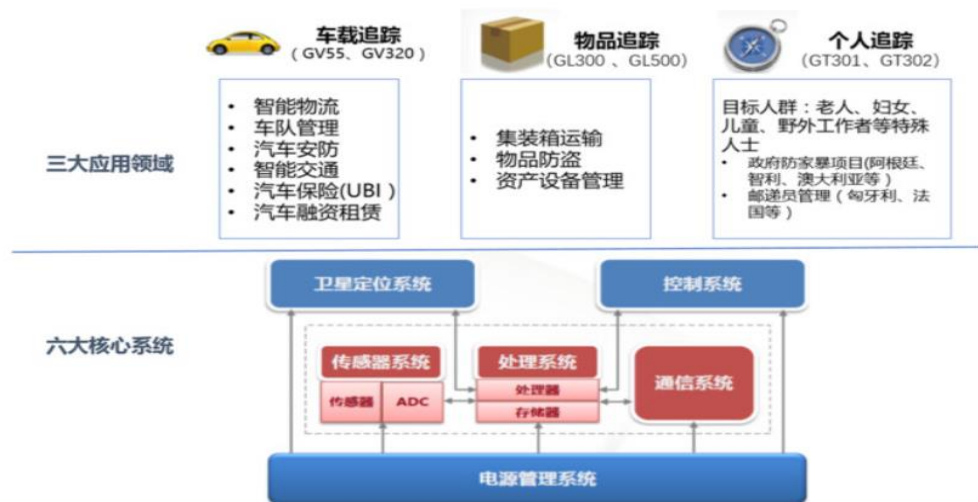 车载追踪
（GV55、GV320）
智能物流
车队管理
汽车安防
智能交通
汽车保险(UBI）
汽车融资租赁
物品追踪
(GL300 、GL500)
集装箱运输
物品防盗
资产设备管理
个人追踪
(GT301、GT302)
目标人群：老人、妇女、
儿童、野外工作者等特殊
人士
政府防家暴项目(阿根廷、
智利、澳大利亚等）
邮递员管理（匈牙利、法
国等）
三大应用领域
六大核心系统
卫星定位系统
控制系统
传感器系统
传感器
ADC
处理系统
处理器
存储器
通信系统
电源管理系统